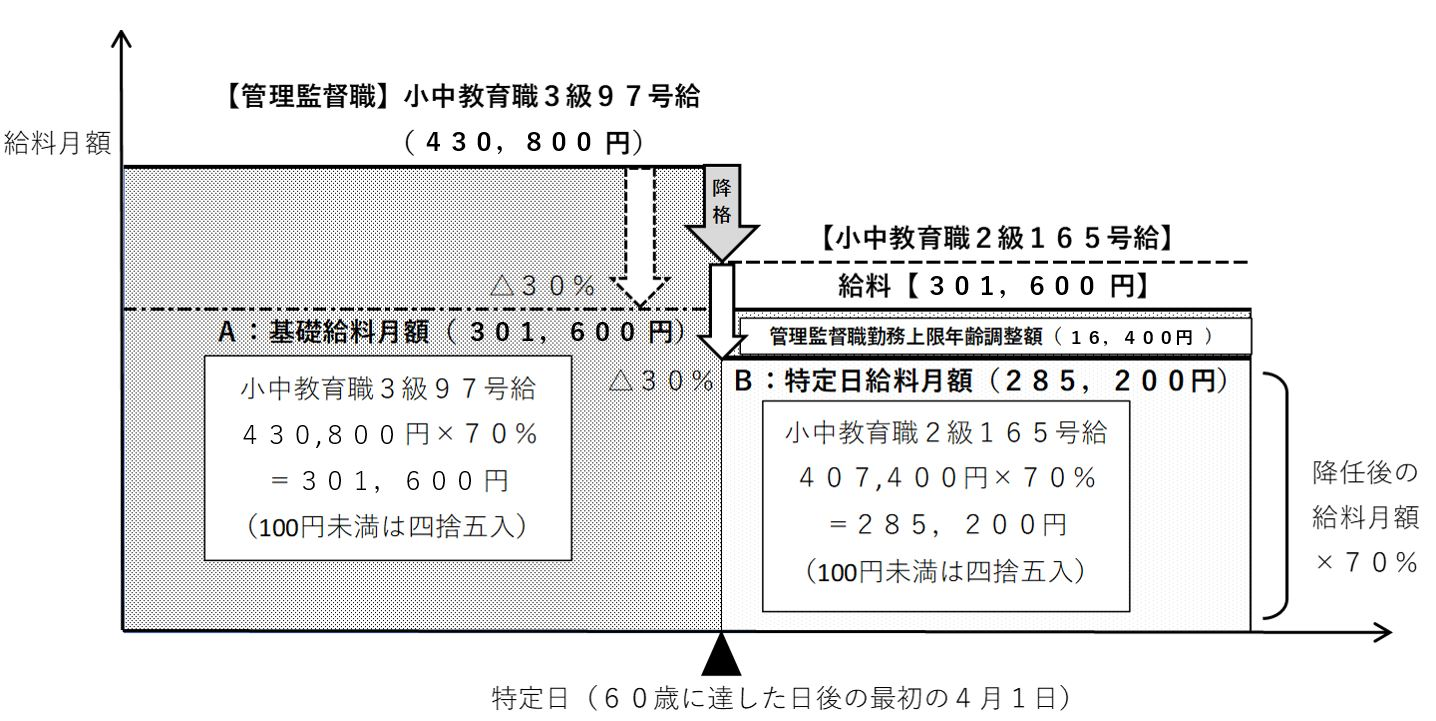 【管理監督職】小中教育職３級９７号給
（４３０，８００円）
給料月額
降格
【小中教育職２級１６５号給】
給料【３０１，６００円】
△３０％
A：基礎給料月額（３０１，６００円）
管理監督職勤務上限年齢調整額（１６，４００円）
△３０％
B：特定日給料月額（２８５，２００円）
小中教育職３級９７号給
４３０,８００円×７０％
＝３０１，６００円
（100円未満は四捨五入）
小中教育職２級１６５号給
４０７,４００円×７０％
＝２８５，２００円
（100円未満は四捨五入）
降任後の
給料月額
×７０％
特定日（６０歳に達した日後の最初の４月１日）